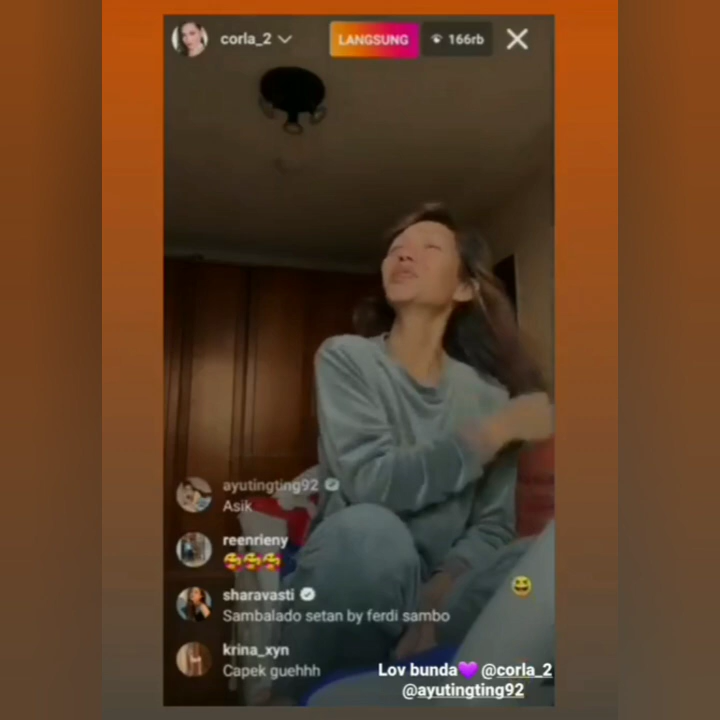 corla_2
LANGSUNG
166rb
ayutingting92
Asik
reenrieny
🥰🥰🥰
sharavasti
Sambalado setan by ferdi sambo
krina_xyn
Capek guehhh
Lov bunda💜 @corla_2
@ayutingting92